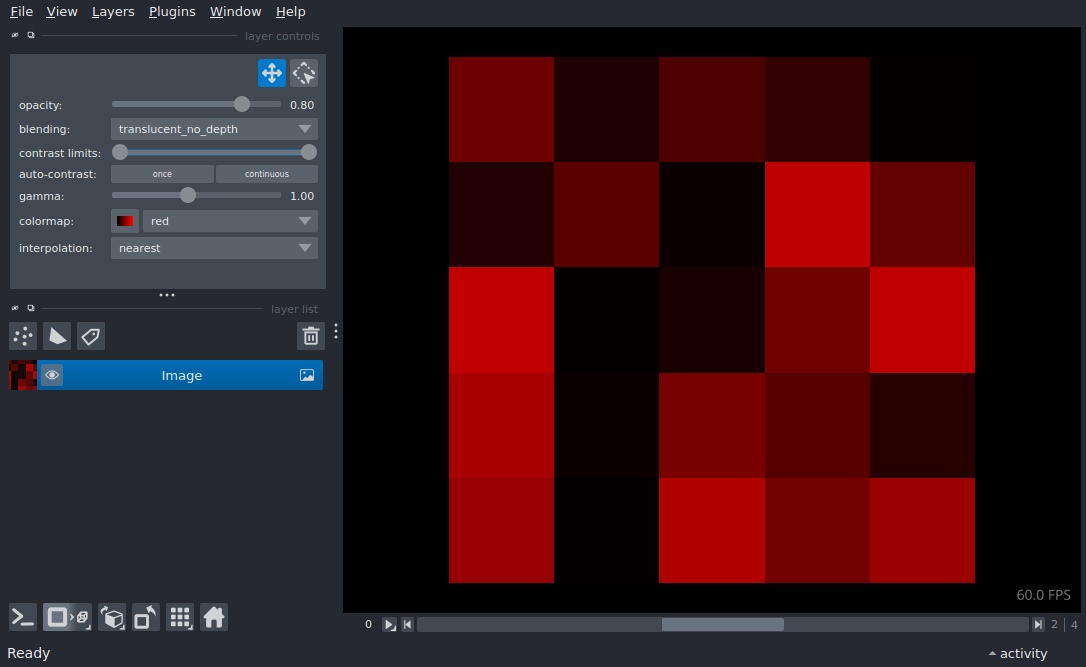 File View Layers Plugins Window Help
layer controls
opacity: 0.80
blending: translucent_no_depth
contrast limits:
auto-contrast: once continuous
gamma: 1.00
colormap: red
interpolation: nearest
layer list
Image
60.0 FPS
0 2 | 4
Ready activity